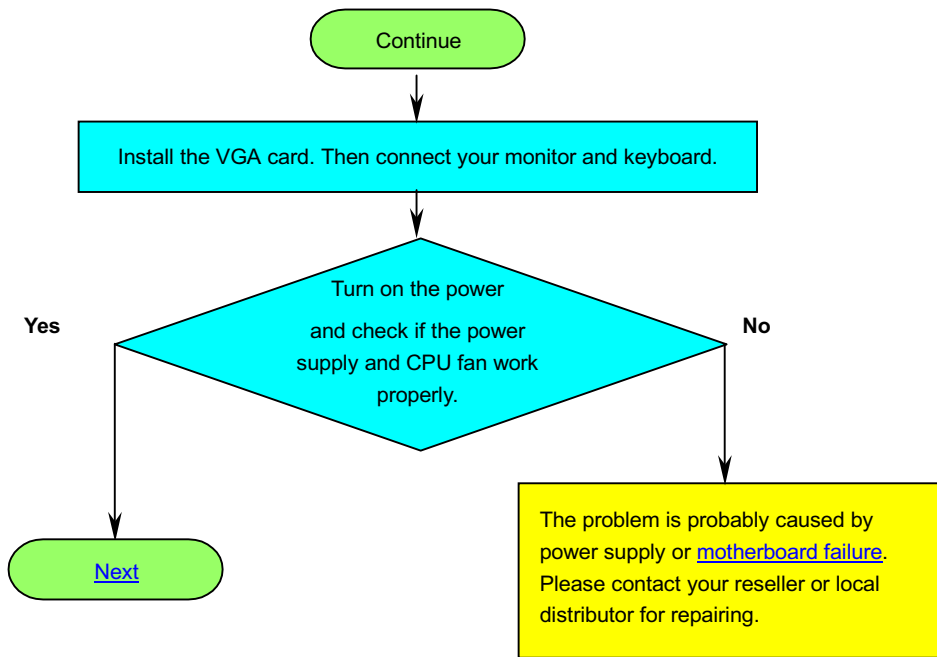 Continue
Install the VGA card. Then connect your monitor and keyboard.
Turn on the power
and check if the power
supply and CPU fan work
properly.
Yes
No
Next
The problem is probably caused by
power supply or motherboard failure.
Please contact your reseller or local
distributor for repairing.